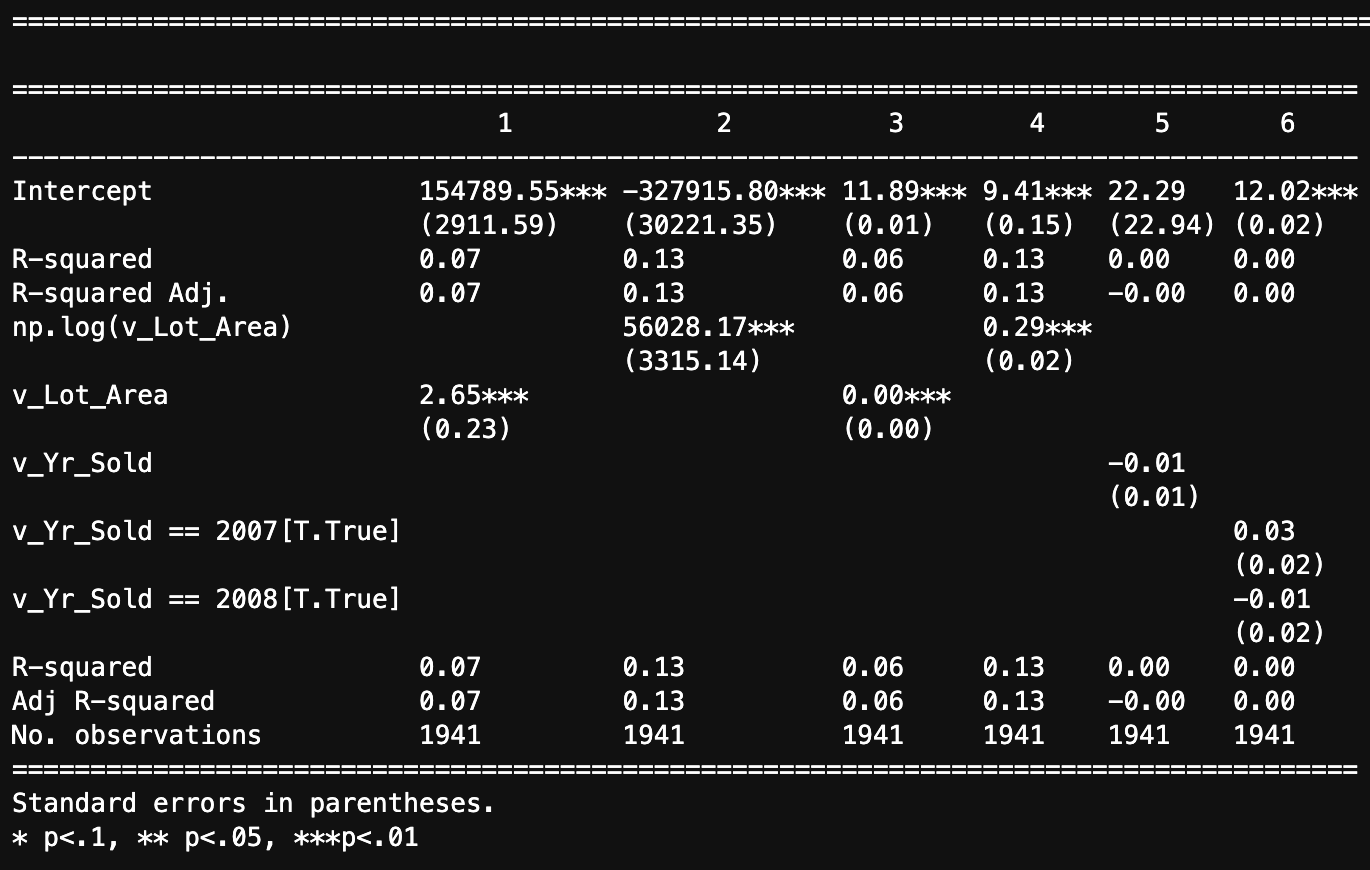 ======================================================================================
======================================================================================
                          1            2             3        4       5       6
--------------------------------------------------------------------------------------
Intercept                 154789.55*** -327915.80*** 11.89*** 9.41*** 22.29   12.02***
                          (2911.59)    (30221.35)    (0.01)   (0.15)  (22.94) (0.02)
R-squared                 0.07         0.13          0.06     0.13    0.00    0.00
R-squared Adj.            0.07         0.13          0.06     0.13    -0.00   0.00
np.log(v_Lot_Area)                     56028.17***            0.29***
                                       (3315.14)              (0.02)
v_Lot_Area                2.65***                    0.00***
                          (0.23)                     (0.00)
v_Yr_Sold                                                             -0.01
                                                                      (0.01)
v_Yr_Sold == 2007[T.True]                                                     0.03
                                                                              (0.02)
v_Yr_Sold == 2008[T.True]                                                     -0.01
                                                                              (0.02)
R-squared                 0.07         0.13          0.06     0.13    0.00    0.00
Adj R-squared             0.07         0.13          0.06     0.13    -0.00   0.00
No. observations          1941         1941          1941     1941    1941    1941
======================================================================================
Standard errors in parentheses.
* p<.1, ** p<.05, ***p<.01